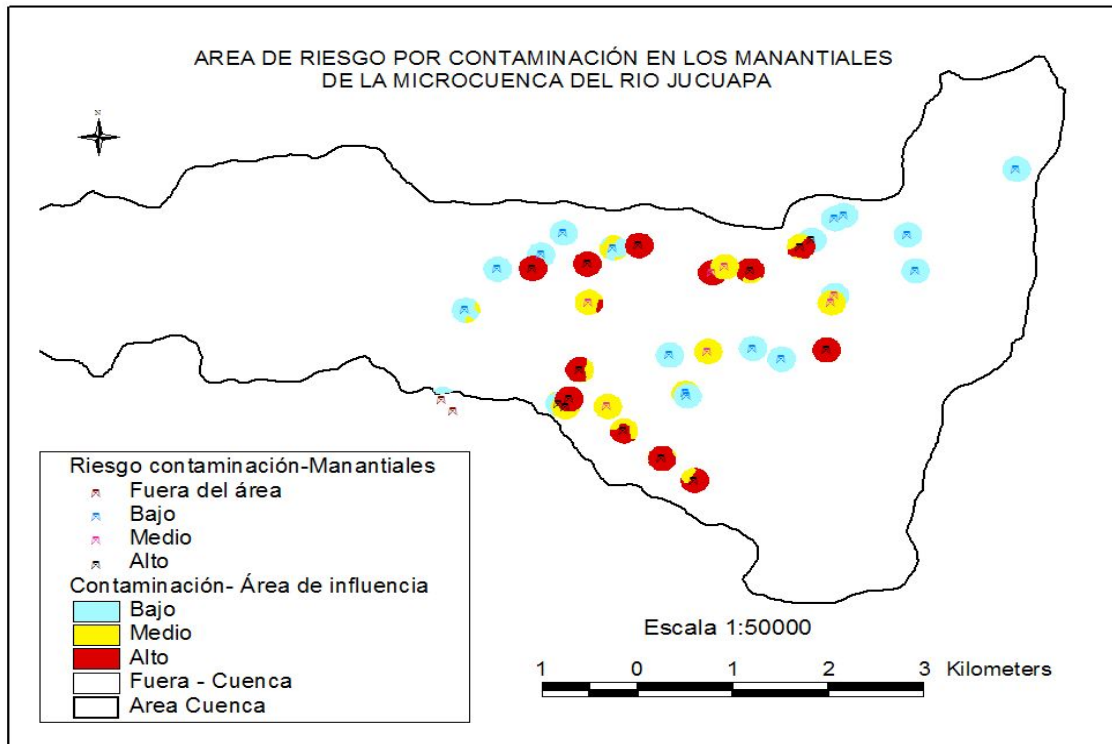 AREA DE RIESGO POR CONTAMINACIÓN EN LOS MANANTIALES
DE LA MICROCUENCA DEL RIO JUCUAPA
N
Riesgo contaminación-Manantiales
Fuera del área
Bajo
Medio
Alto
Contaminación- Área de influencia
Bajo
Medio
Alto
Fuera - Cuenca
Area Cuenca
Escala 1:50000
1 0 1 2 3 Kilometers